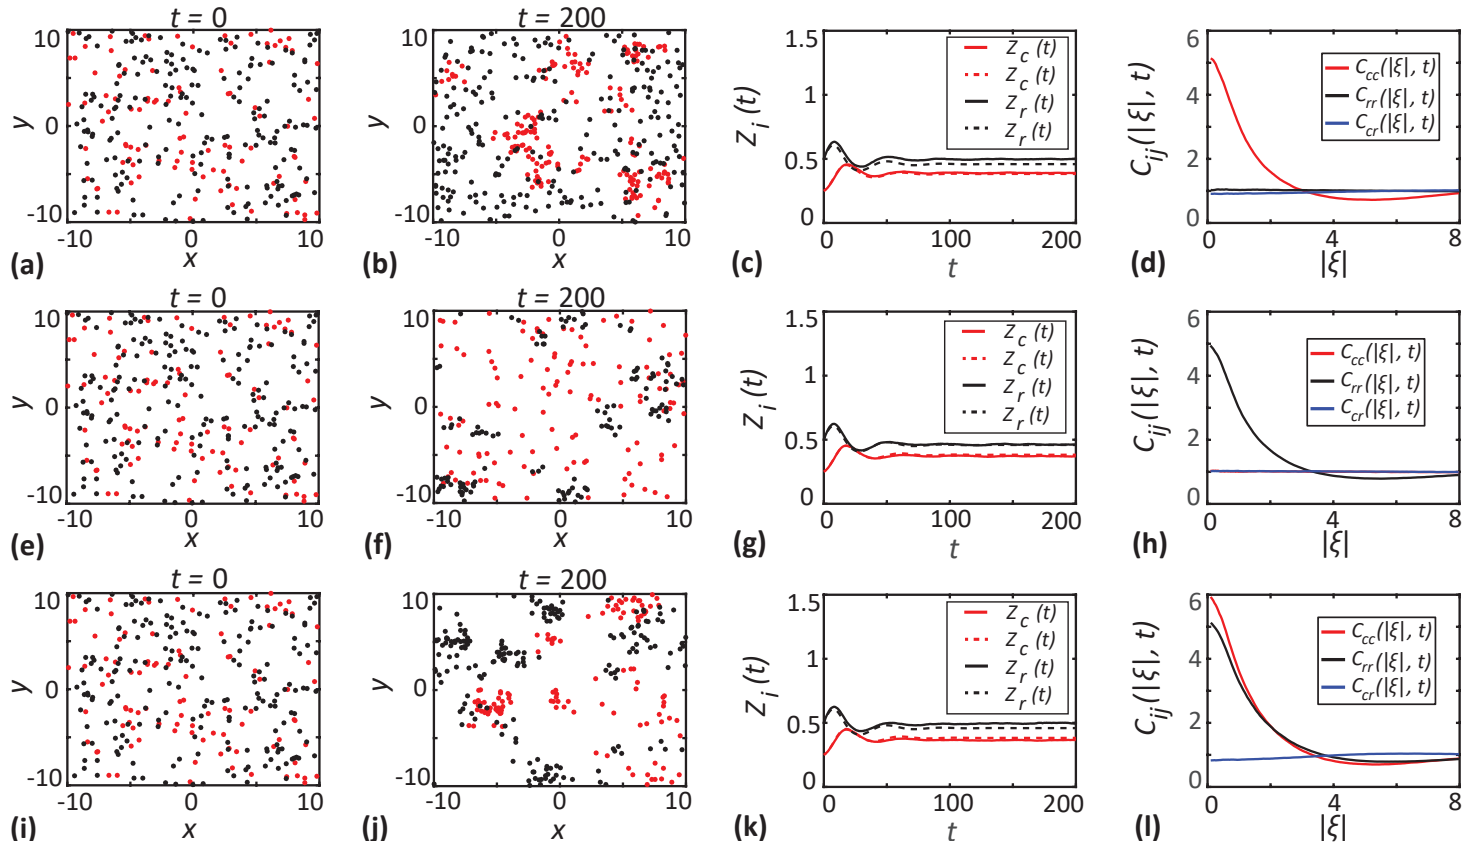 t = 0
10
0
-10
y
-10 0 10
x
(a)
t = 200
10
0
-10
y
-10 0 10
x
(b)
1.5
1
0.5
0
Z_i (t)
0 100 200
t
Z_c (t)
Z_c (t)
Z_r (t)
Z_r (t)
(c)
6
4
2
0
C_ij(|ξ|, t)
0 4 8
|ξ|
C_cc(|ξ|, t)
C_rr(|ξ|, t)
C_cr(|ξ|, t)
(d)
t = 0
10
0
-10
y
-10 0 10
x
(e)
t = 200
10
0
-10
y
-10 0 10
x
(f)
1.5
1
0.5
0
Z_i (t)
0 100 200
t
Z_c (t)
Z_c (t)
Z_r (t)
Z_r (t)
(g)
6
4
2
0
C_ij(|ξ|, t)
0 4 8
|ξ|
C_cc(|ξ|, t)
C_rr(|ξ|, t)
C_cr(|ξ|, t)
(h)
t = 0
10
0
-10
y
-10 0 10
x
(i)
t = 200
10
0
-10
y
-10 0 10
x
(j)
1.5
1
0.5
0
Z_i (t)
0 100 200
t
Z_c (t)
Z_c (t)
Z_r (t)
Z_r (t)
(k)
6
4
2
0
C_ij(|ξ|, t)
0 4 8
|ξ|
C_cc(|ξ|, t)
C_rr(|ξ|, t)
C_cr(|ξ|, t)
(l)